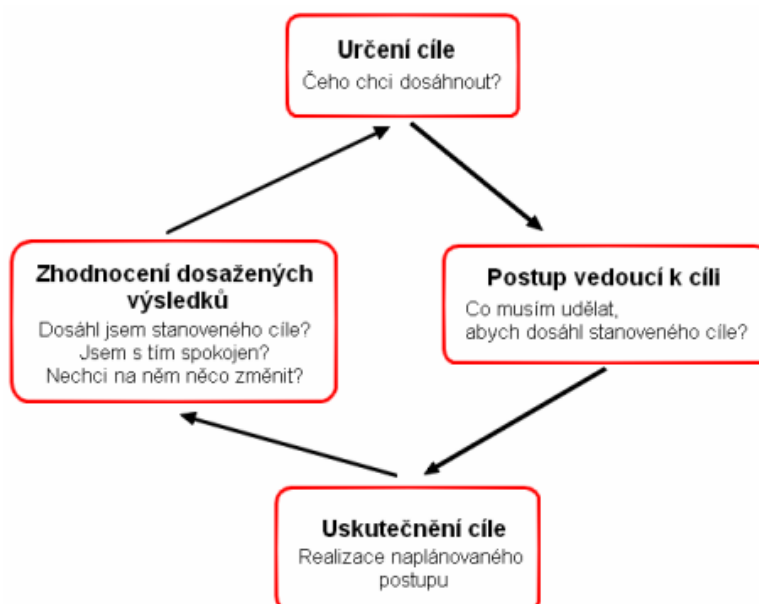 Určení cíle
Čeho chci dosáhnout?
Postup vedoucí k cíli
Co musím udělat,
abych dosáhl stanoveného cíle?
Uskutečnění cíle
Realizace naplánovaného
postupu
Zhodnocení dosažených
výsledků
Dosáhl jsem stanoveného cíle?
Jsem s tím spokojen?
Nechci na něm něco změnit?